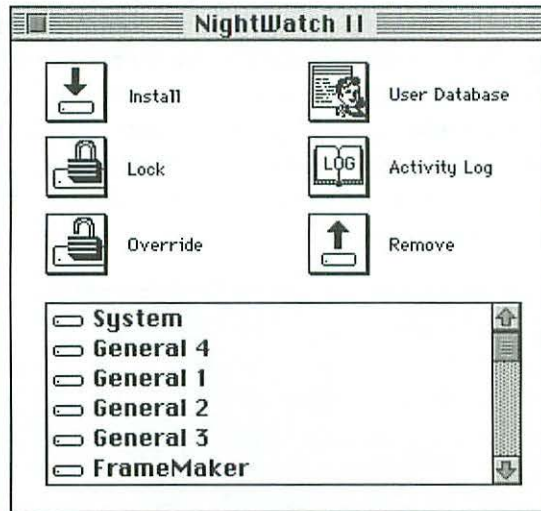 NightWatch II
Install
User Database
Lock
LOG
Activity Log
Override
Remove
System
General 4
General 1
General 2
General 3
FrameMaker